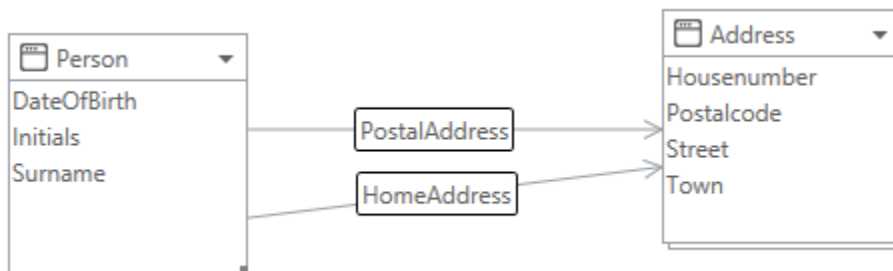 Person
DateOfBirth
Initials
Surname
PostalAddress
HomeAddress
Address
Housenumber
Postalcode
Street
Town